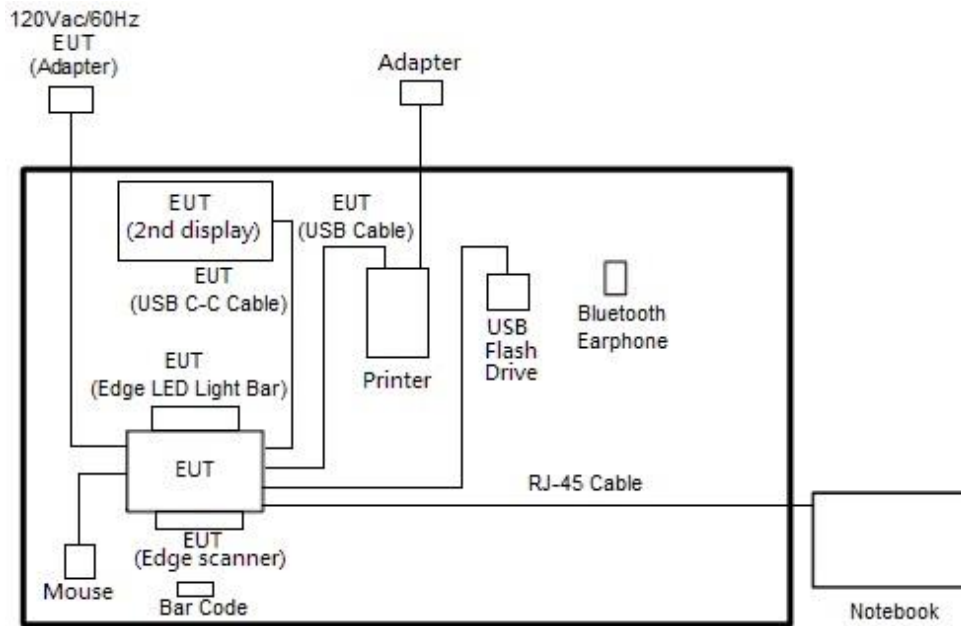 120Vac/60Hz
EUT
(Adapter)
Adapter
EUT
(2nd display)
EUT
(USB Cable)
EUT
(USB C-C Cable)
Bluetooth
Earphone
USB
Flash
Drive
Printer
EUT
(Edge LED Light Bar)
EUT
RJ-45 Cable
EUT
(Edge scanner)
Mouse
Bar Code
Notebook